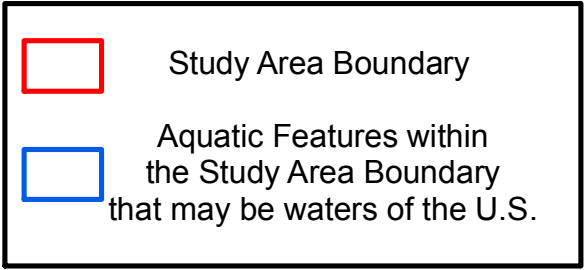 Study Area Boundary
Aquatic Features within
the Study Area Boundary
that may be waters of the U.S.